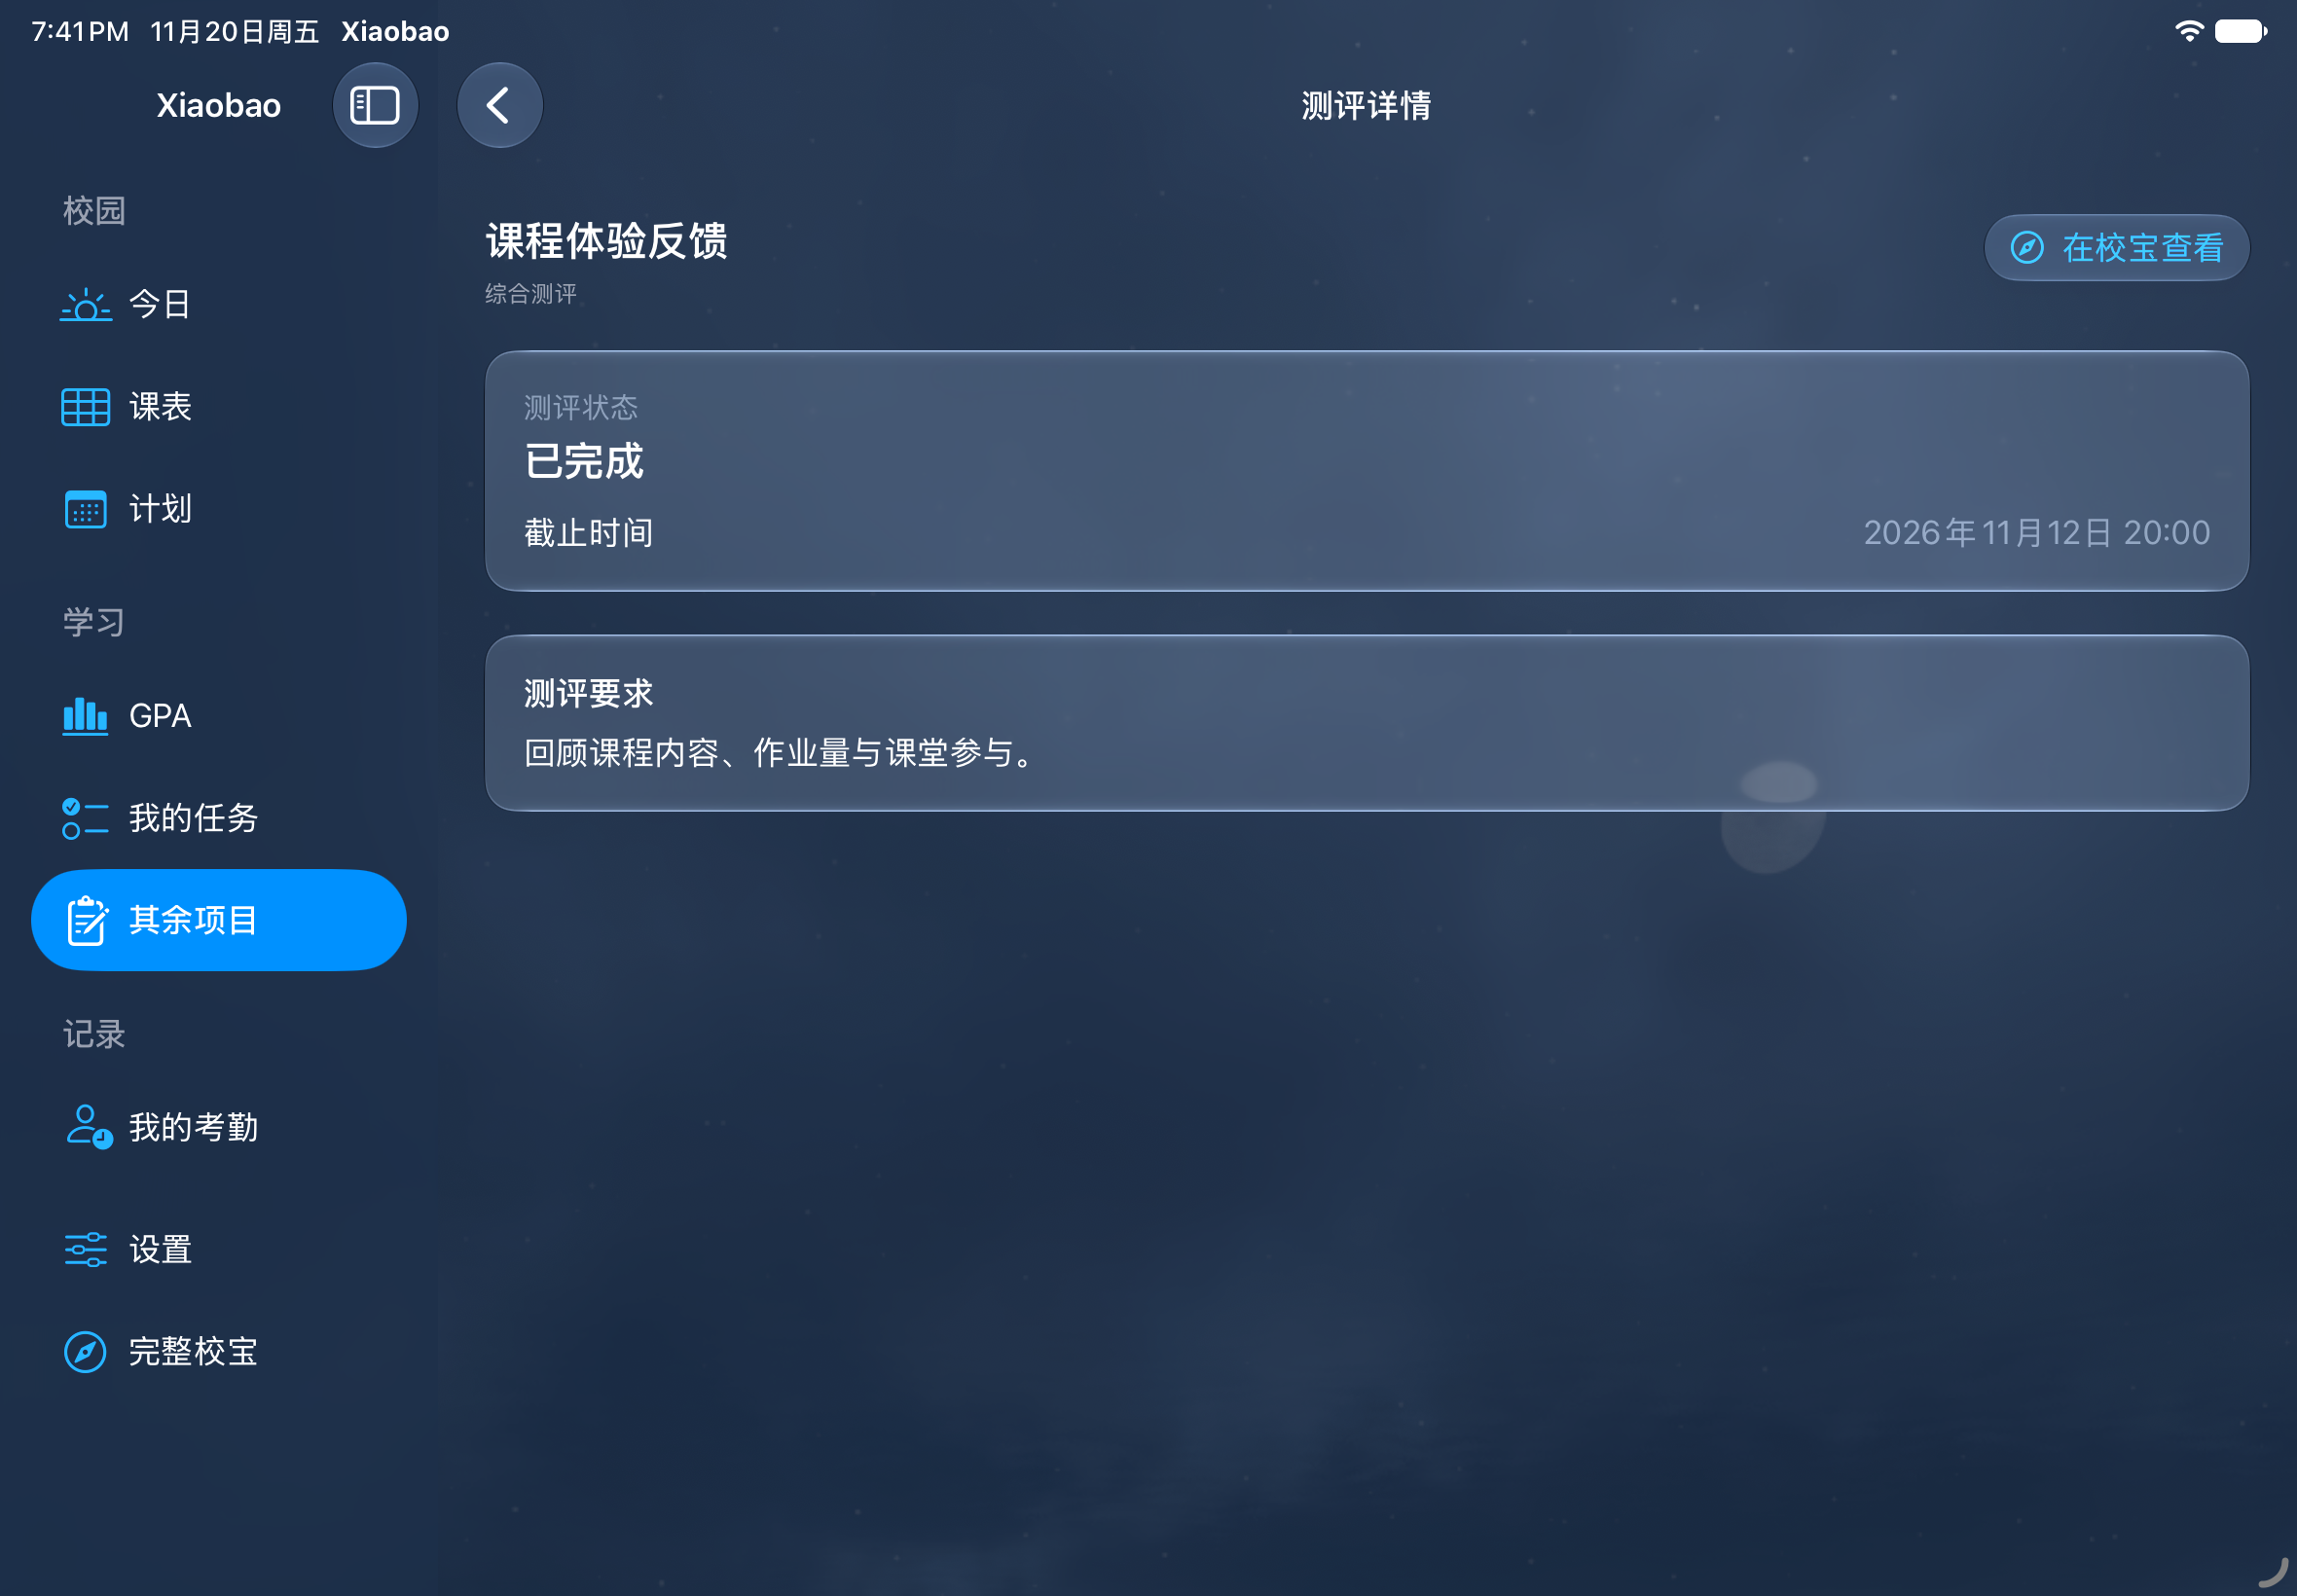 7:41PM 11月20日周五 Xiaobao
Xiaobao
测评详情
校园
今日
课表
计划
学习
GPA
我的任务
其余项目
记录
我的考勤
设置
完整校宝
课程体验反馈
在校宝查看
综合测评
测评状态
已完成
截止时间 2026年11月12日 20:00
测评要求
回顾课程内容、作业量与课堂参与。